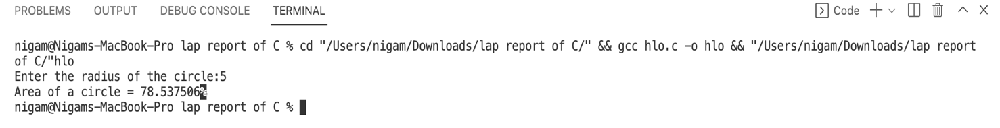 PROBLEMS OUTPUT DEBUG CONSOLE TERMINAL Code
nigam@Nigams-MacBook-Pro lap report of C % cd "/Users/nigam/Downloads/lap report of C/" && gcc hlo.c -o hlo && "/Users/nigam/Downloads/lap report
of C/"hlo
Enter the radius of the circle:5
Area of a circle = 78.537506%
nigam@Nigams-MacBook-Pro lap report of C %